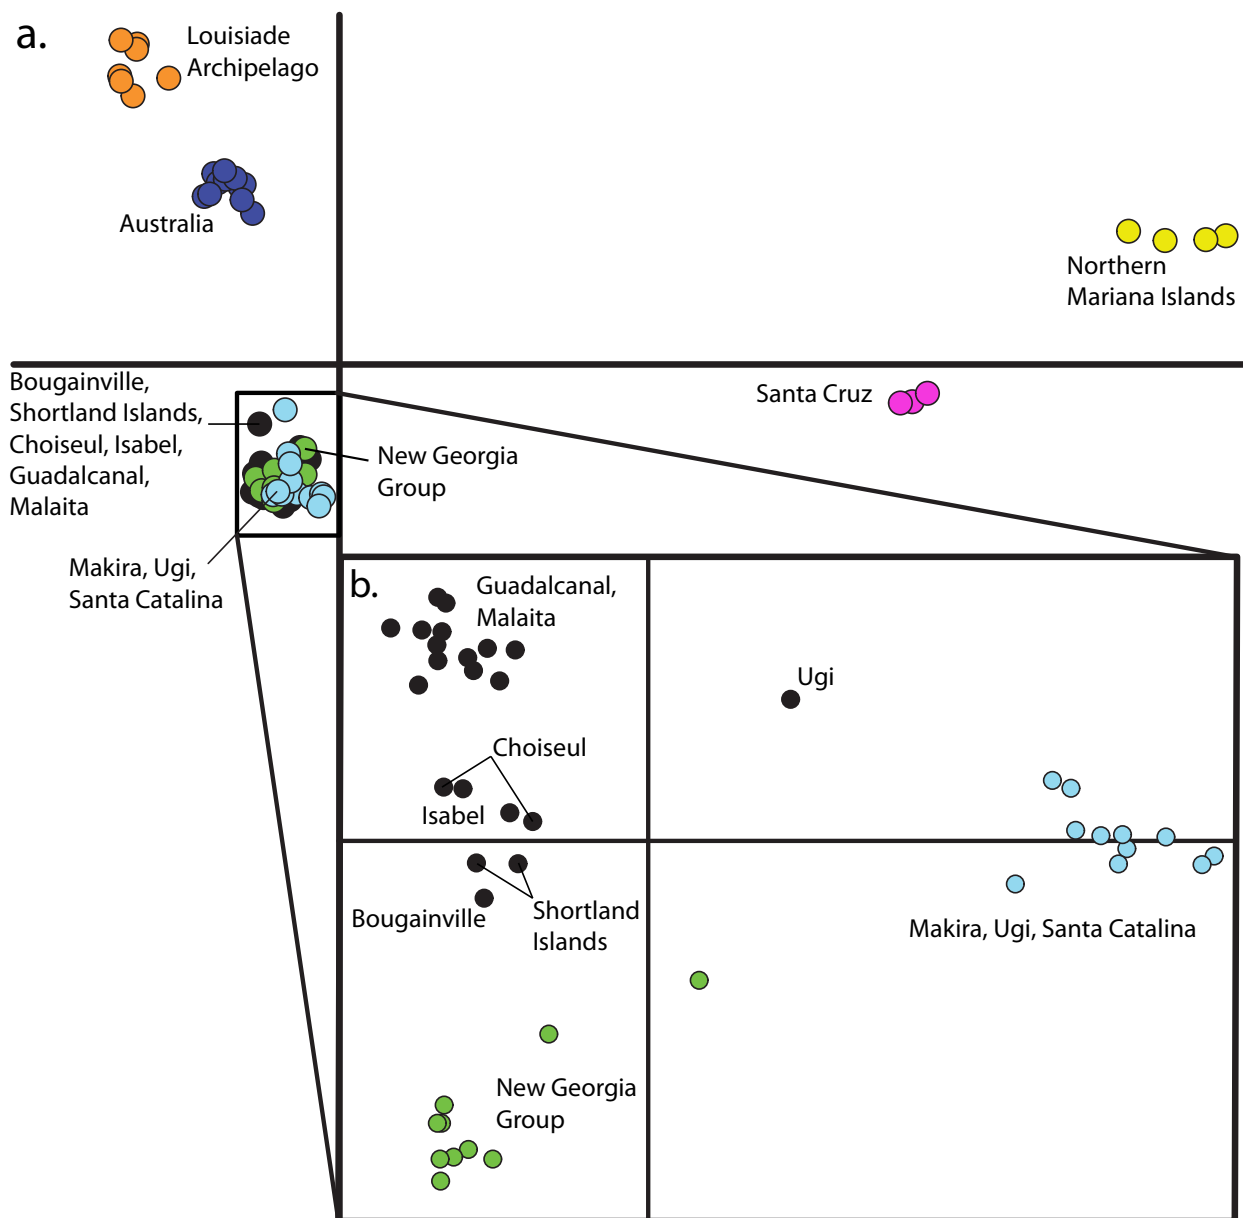 a.
Louisiade
Archipelago
Australia
Northern
Mariana Islands
Bougainville,
Shortland Islands,
Choiseul, Isabel,
Guadalcanal,
Malaita
Santa Cruz
New Georgia
Group
Makira, Ugi,
Santa Catalina
b.
Guadalcanal,
Malaita
Ugi
Choiseul
Isabel
Bougainville
Shortland
Islands
Makira, Ugi, Santa Catalina
New Georgia
Group